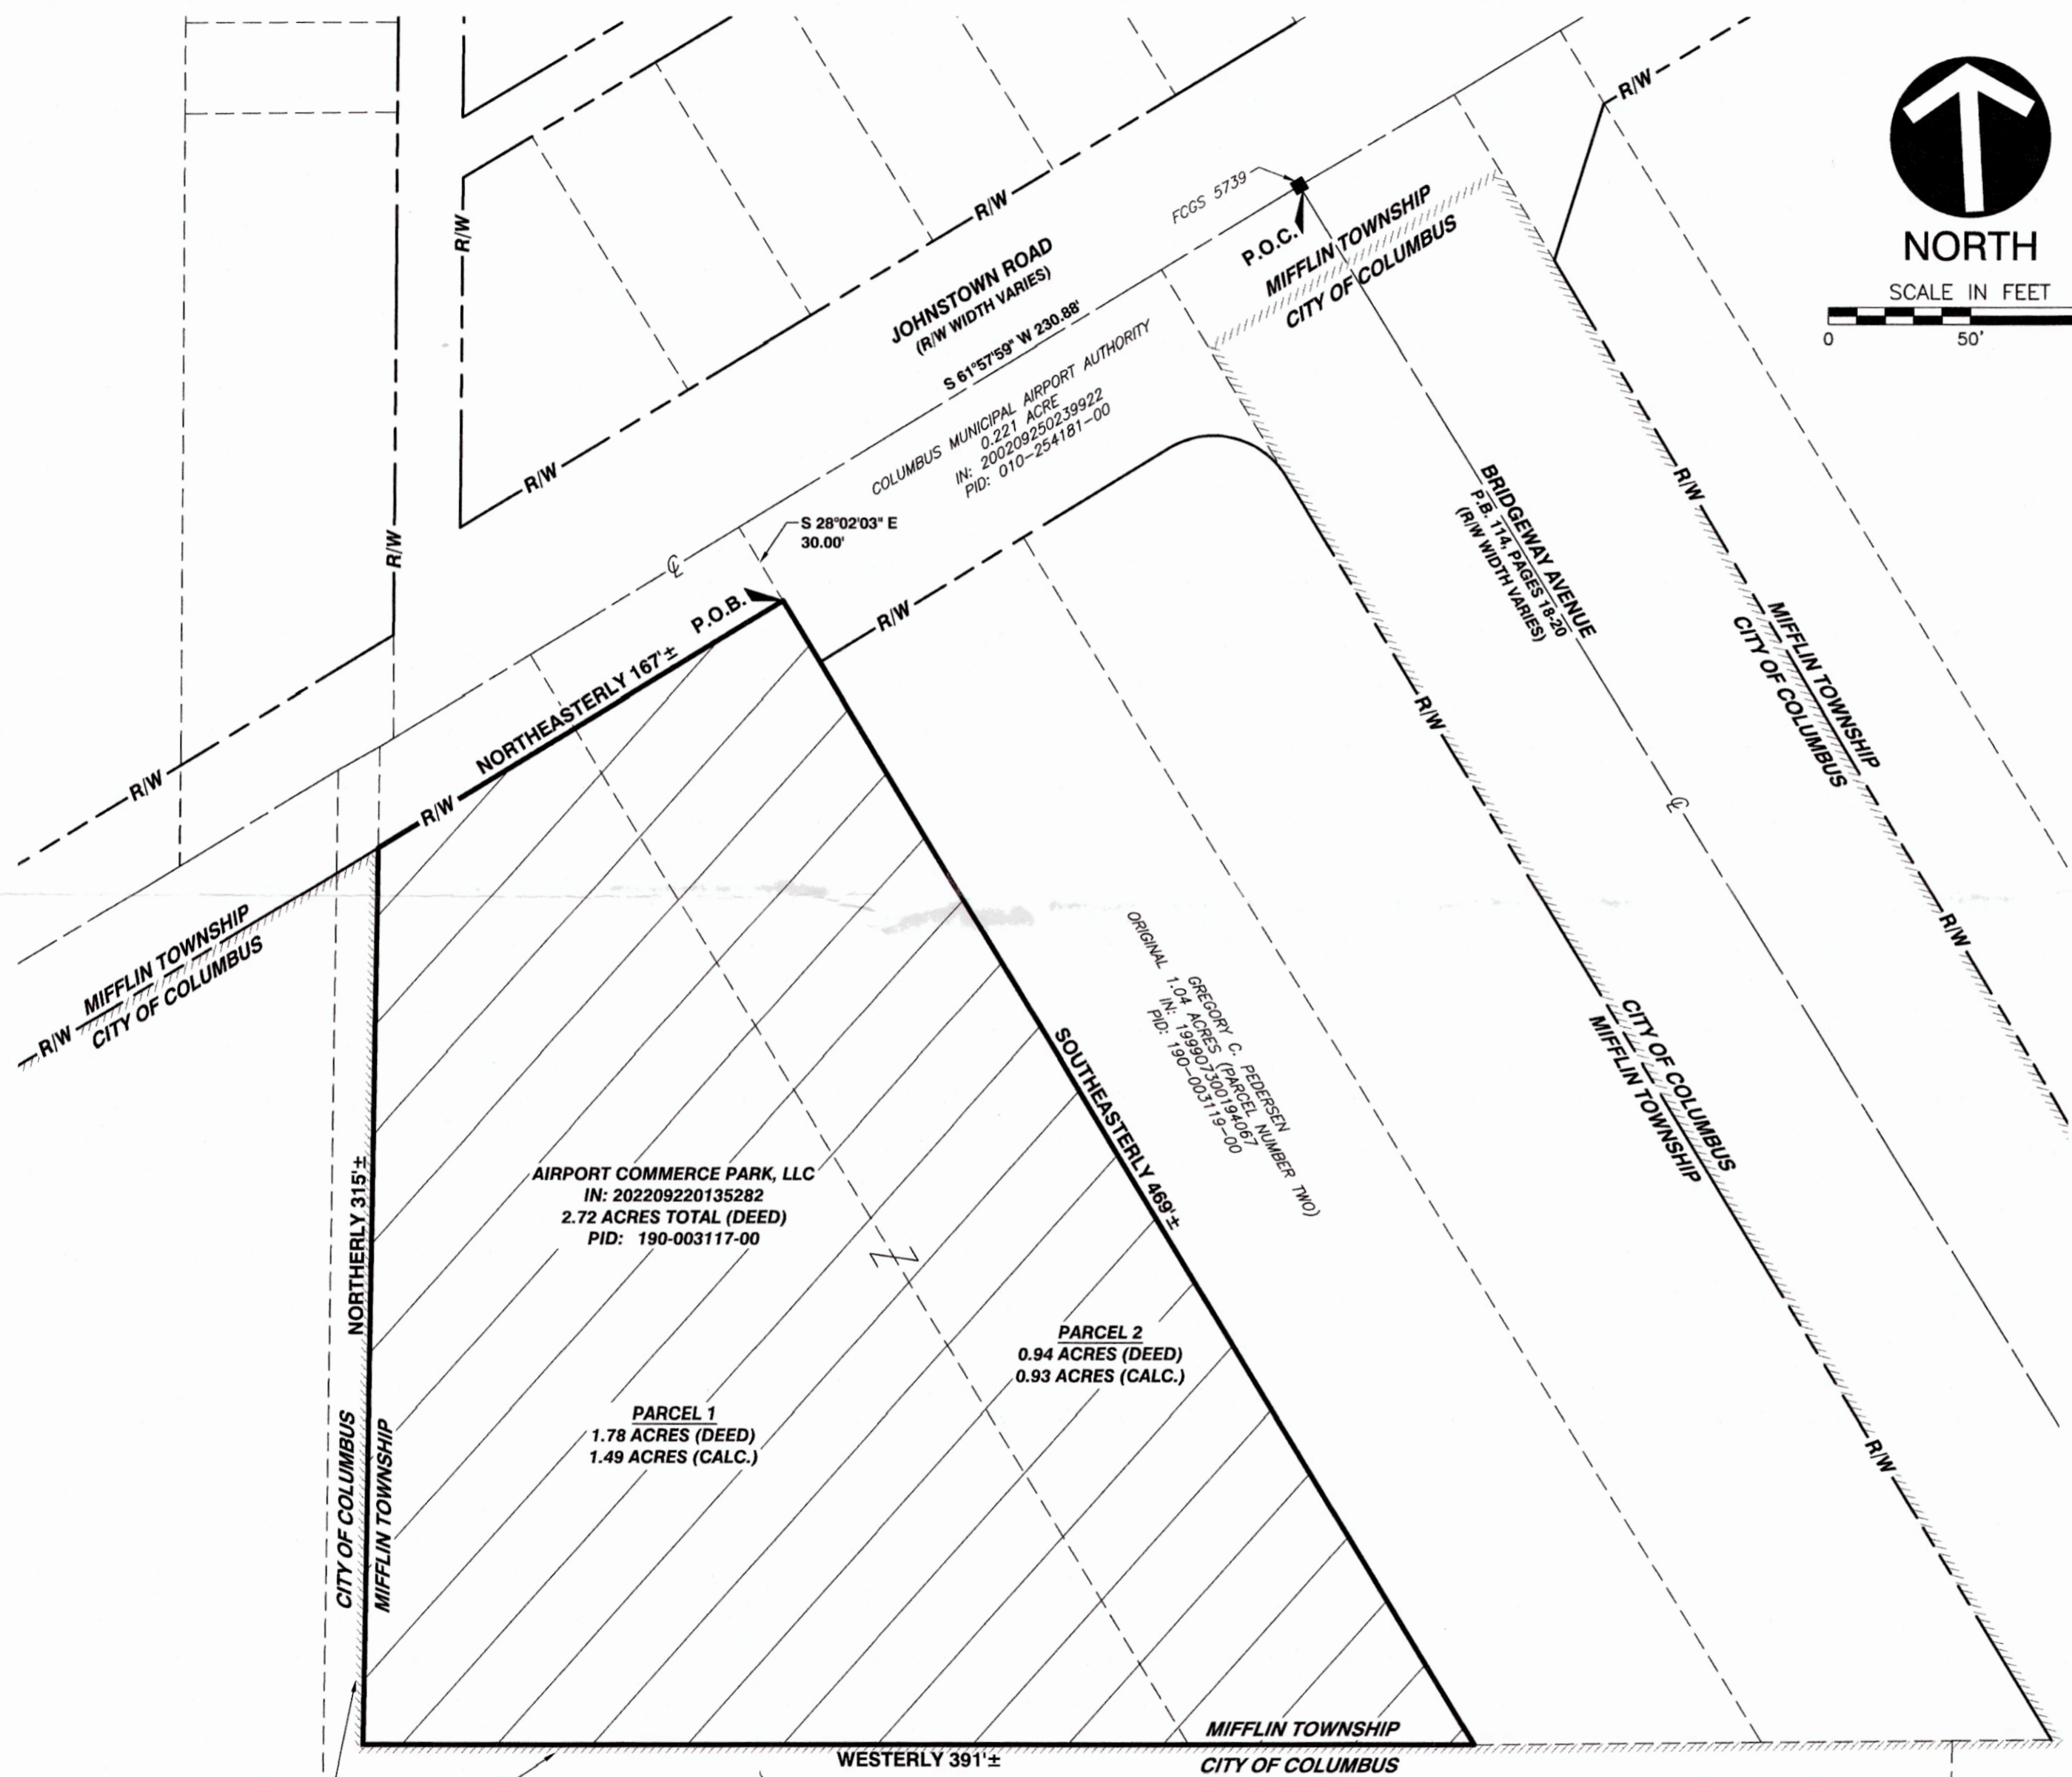 R/W
NORTH
SCALE IN FEET
0 50'
FCGS 5739
P.O.C.
MIFFLIN TOWNSHIP
CITY OF COLUMBUS
R/W
R/W
JOHNSTOWN ROAD
(R/W WIDTH VARIES)
S 61°57'59" W 230.88'
COLUMBUS MUNICIPAL AIRPORT AUTHORITY
0.221 ACRE
IN: 200209250239922
PID: 010-254181-00
R/W
R/W
R/W
BRIDGEWAY AVENUE
P.B. 114, PAGES 18-20
(R/W WIDTH VARIES)
S 28°02'03" E
30.00'
℄
P.O.B.
R/W
MIFFLIN TOWNSHIP
CITY OF COLUMBUS
NORTHEASTERLY 167'±
R/W
R/W
R/W
℄
MIFFLIN TOWNSHIP
CITY OF COLUMBUS
R/W
R/W
GREGORY C. PEDERSEN
ORIGINAL 1.04 ACRES (PARCEL NUMBER TWO)
IN: 199907300194067
PID: 190-003119-00
CITY OF COLUMBUS
MIFFLIN TOWNSHIP
SOUTHEASTERLY 469'±
NORTHERLY 315'±
AIRPORT COMMERCE PARK, LLC
IN: 202209220135282
2.72 ACRES TOTAL (DEED)
PID: 190-003117-00
PARCEL 2
0.94 ACRES (DEED)
0.93 ACRES (CALC.)
PARCEL 1
1.78 ACRES (DEED)
1.49 ACRES (CALC.)
CITY OF COLUMBUS
MIFFLIN TOWNSHIP
R/W
MIFFLIN TOWNSHIP
WESTERLY 391'±
CITY OF COLUMBUS